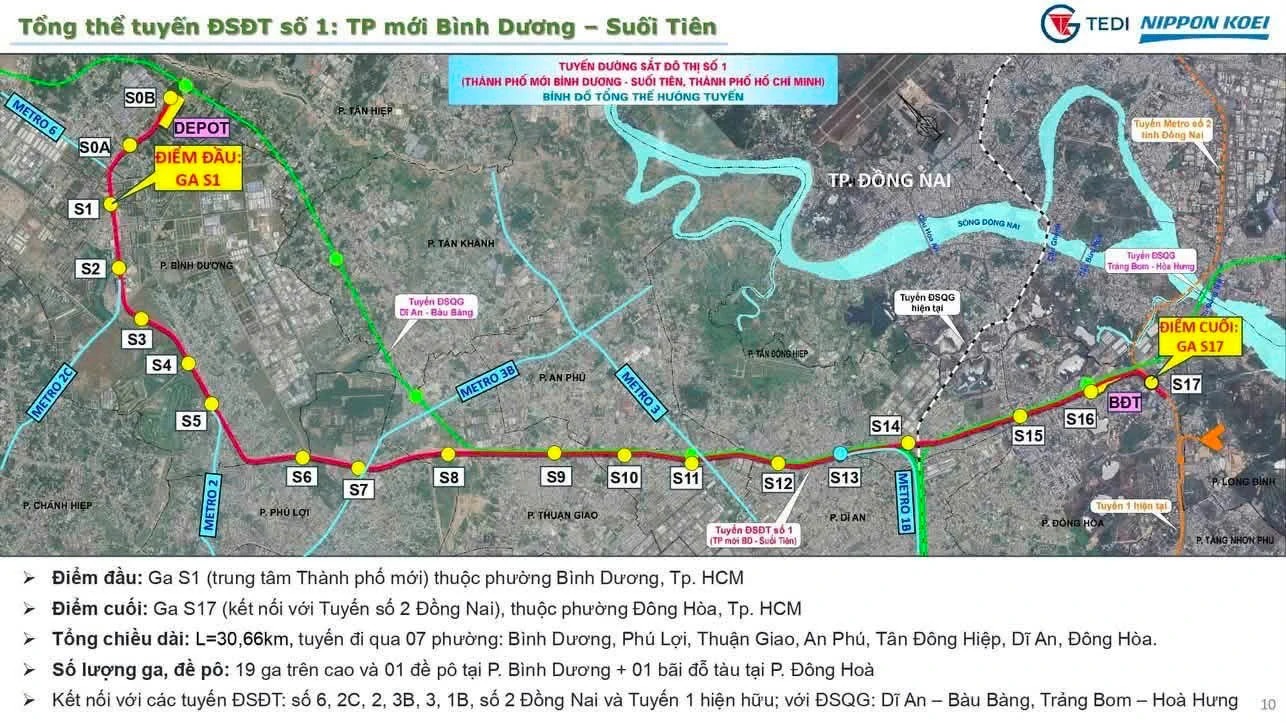 Tổng thể tuyến ĐSĐT số 1: TP mới Bình Dương – Suối Tiên
TEDI
NIPPON KOEI
TUYẾN ĐƯỜNG SẮT ĐÔ THỊ SỐ 1
(THÀNH PHỐ MỚI BÌNH DƯƠNG - SUỐI TIÊN, THÀNH PHỐ HỒ CHÍ MINH)
BÌNH ĐỒ TỔNG THỂ HƯỚNG TUYẾN
METRO 6
S0B
DEPOT
S0A
ĐIỂM ĐẦU:
GA S1
S1
S2
S3
S4
S5
S6
S7
S8
S9
S10
S11
S12
S13
S14
S15
S16
S17
P. TÂN HIỆP
P. BÌNH DƯƠNG
P. TÂN KHÁNH
Tuyến ĐSQG
Dĩ An - Bàu Bàng
METRO 2C
METRO 2
METRO 3B
METRO 3
METRO 1B
P. AN PHÚ
P. TÂN ĐÔNG HIỆP
P. CHÁNH HIỆP
P. PHÚ LỢI
P. THUẬN GIAO
P. DĨ AN
P. ĐÔNG HÒA
P. LONG BÌNH
P. TĂNG NHƠN PHÚ
Tuyến ĐSĐT số 1
(TP mới BD - Suối Tiên)
Tuyến ĐSQG
hiện tại
TP. ĐỒNG NAI
SÔNG ĐỒNG NAI
Tuyến Metro số 2
tỉnh Đồng Nai
Tuyến ĐSQG
Trảng Bom - Hòa Hưng
ĐIỂM CUỐI:
GA S17
BĐT
Tuyến 1 hiện tại
➢ Điểm đầu: Ga S1 (trung tâm Thành phố mới) thuộc phường Bình Dương, Tp. HCM
➢ Điểm cuối: Ga S17 (kết nối với Tuyến số 2 Đồng Nai), thuộc phường Đông Hòa, Tp. HCM
➢ Tổng chiều dài: L=30,66km, tuyến đi qua 07 phường: Bình Dương, Phú Lợi, Thuận Giao, An Phú, Tân Đông Hiệp, Dĩ An, Đông Hòa.
➢ Số lượng ga, đề pô: 19 ga trên cao và 01 đề pô tại P. Bình Dương + 01 bãi đỗ tàu tại P. Đông Hoà
➢ Kết nối với các tuyến ĐSĐT: số 6, 2C, 2, 3B, 3, 1B, số 2 Đồng Nai và Tuyến 1 hiện hữu; với ĐSQG: Dĩ An – Bàu Bàng, Trảng Bom – Hoà Hưng
10